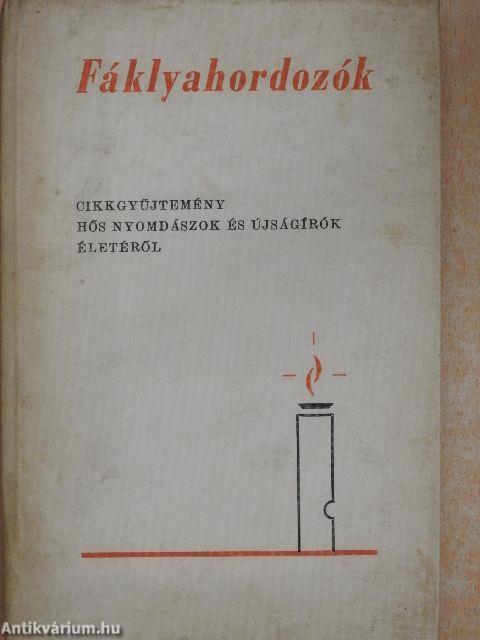 Fáklyahordozók
CIKKGYŰJTEMÉNY
HŐS NYOMDÁSZOK ÉS ÚJSÁGÍRÓK
ÉLETÉRŐL
Antikvárium.hu